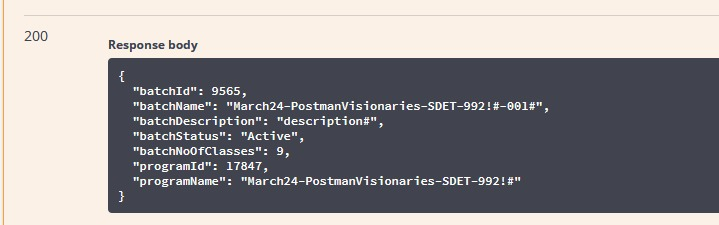 200
Response body
{
"batchId": 9565,
"batchName": "March24-PostmanVisionaries-SDET-992!#-001#",
"batchDescription": "description#",
"batchStatus": "Active",
"batchNoOfClasses": 9,
"programId": 17847,
"programName": "March24-PostmanVisionaries-SDET-992!#"
}